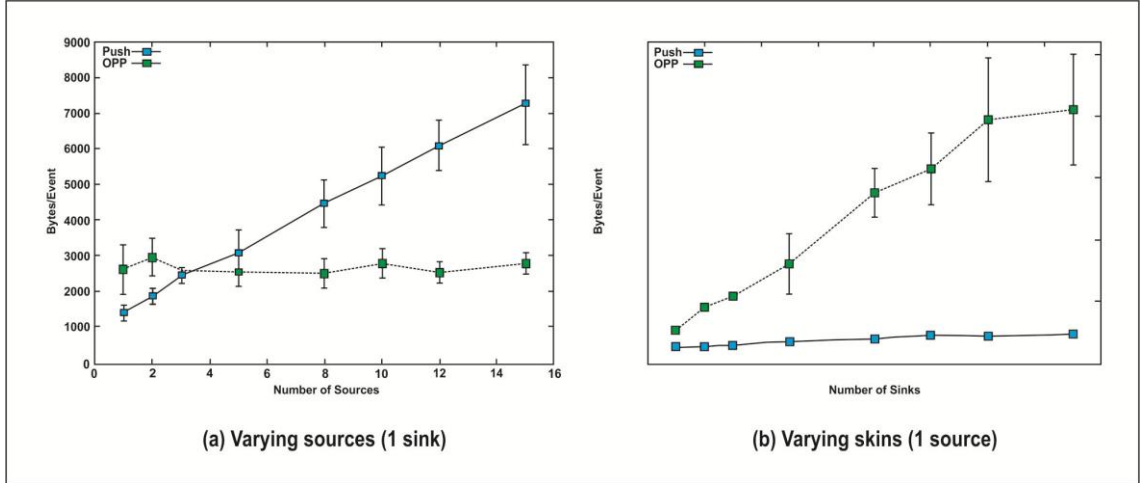 Push
OPP
9000
8000
7000
6000
5000
4000
3000
2000
1000
0
Bytes/Event
0 2 4 6 8 10 12 14 16
Number of Sources
(a) Varying sources (1 sink)
Push
OPP
Bytes/Event
Number of Sinks
(b) Varying skins (1 source)